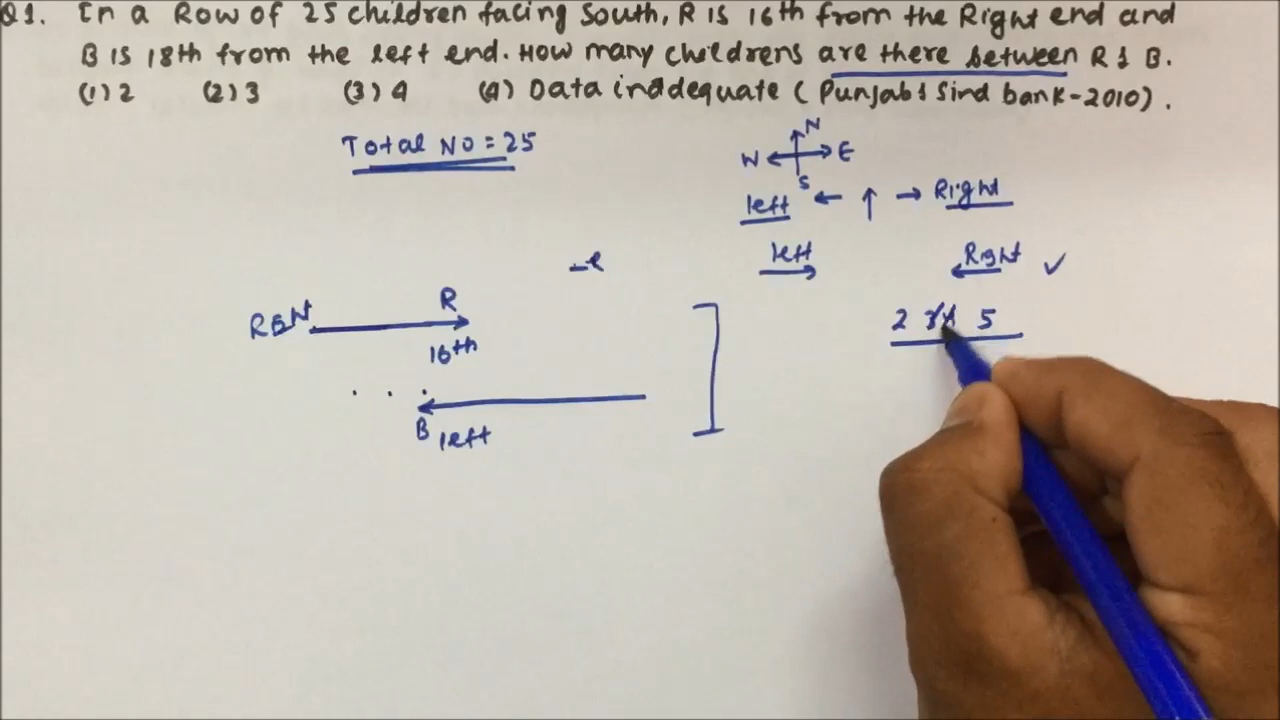 Q1. In a Row of 25 children facing South, R is 16th from the Right end and
B is 18th from the left end. How many childrens are there between R & B.
(1) 2 (2) 3 (3) 4 (4) Data inadequate (Punjab & Sind bank-2010).
Total No = 25
N
W E
S
left ← ↑ → Right
left Right ✓
R
16th
2 5
B left